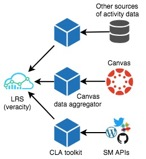 Other sources
of activity data
LRS
(veracity)
Canvas
Canvas
data aggregator
CLA toolkit
SM APIs